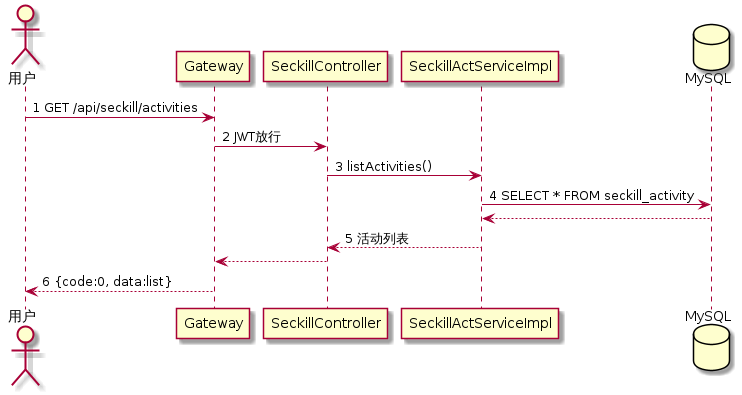 用户
Gateway
SeckillController
SeckillActServiceImpl
MySQL
1 GET /api/seckill/activities
2 JWT放行
3 listActivities()
4 SELECT * FROM seckill_activity
5 活动列表
6 {code:0, data:list}
用户
Gateway
SeckillController
SeckillActServiceImpl
MySQL